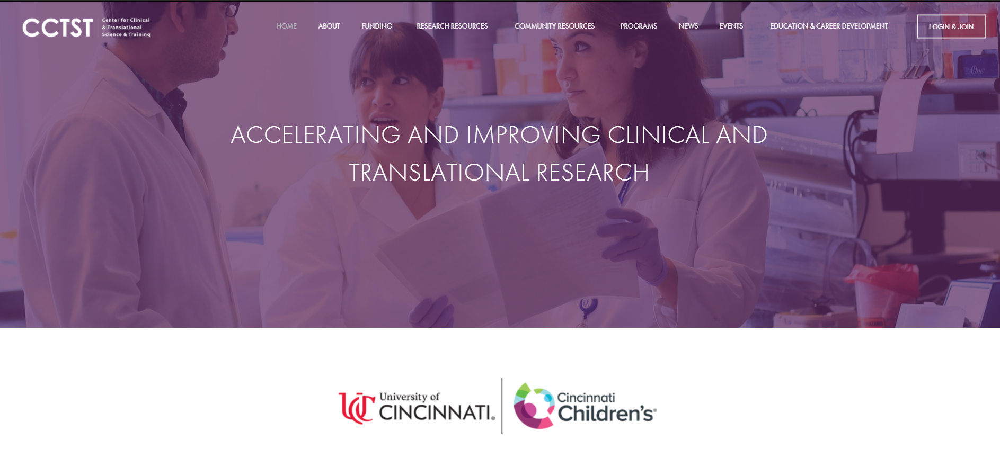 CCTST
Center for Clinical
& Translational
Science & Training
HOME
ABOUT
FUNDING
RESEARCH RESOURCES
COMMUNITY RESOURCES
PROGRAMS
NEWS
EVENTS
EDUCATION & CAREER DEVELOPMENT
LOGIN & JOIN
ACCELERATING AND IMPROVING CLINICAL AND
TRANSLATIONAL RESEARCH
UC
University of
CINCINNATI®
Cincinnati
Children's®